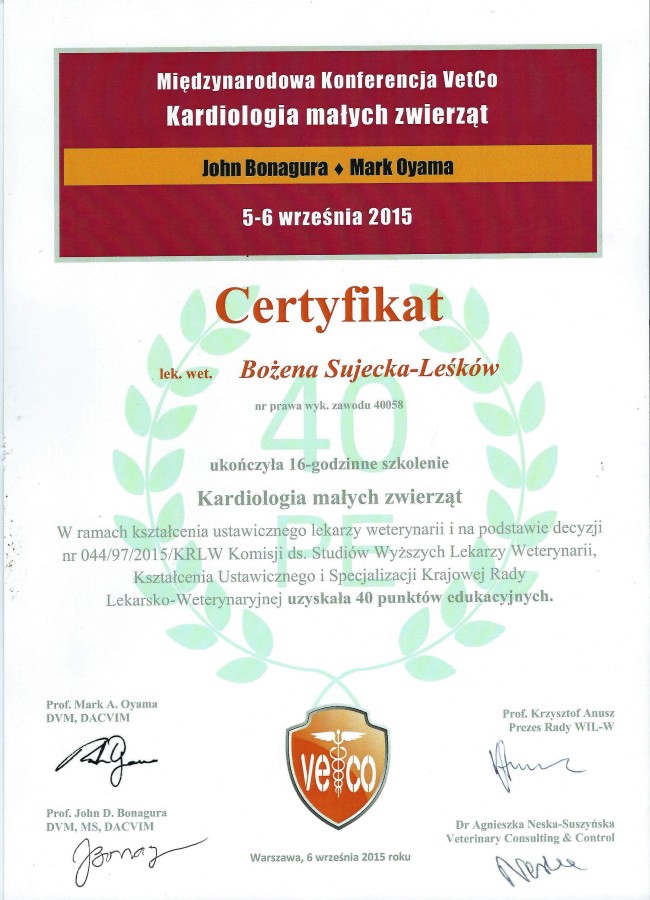 Międzynarodowa Konferencja VetCo
Kardiologia małych zwierząt
John Bonagura ♦ Mark Oyama
5-6 września 2015
Certyfikat
lek. wet. Bożena Sujecka-Leśków
nr prawa wyk. zawodu 40058
40
ukończyła 16-godzinne szkolenie
Kardiologia małych zwierząt
PE
W ramach kształcenia ustawicznego lekarzy weterynarii i na podstawie decyzji
nr 044/97/2015/KRLW Komisji ds. Studiów Wyższych Lekarzy Weterynarii,
Kształcenia Ustawicznego i Specjalizacji Krajowej Rady
Lekarsko-Weterynaryjnej uzyskała 40 punktów edukacyjnych.
Prof. Mark A. Oyama
DVM, DACVIM
Prof. Krzysztof Anusz
Prezes Rady WIL-W
vetco
Prof. John D. Bonagura
DVM, MS, DACVIM
Dr Agnieszka Neska-Suszyńska
Veterinary Consulting & Control
JBonag
Warszawa, 6 września 2015 roku